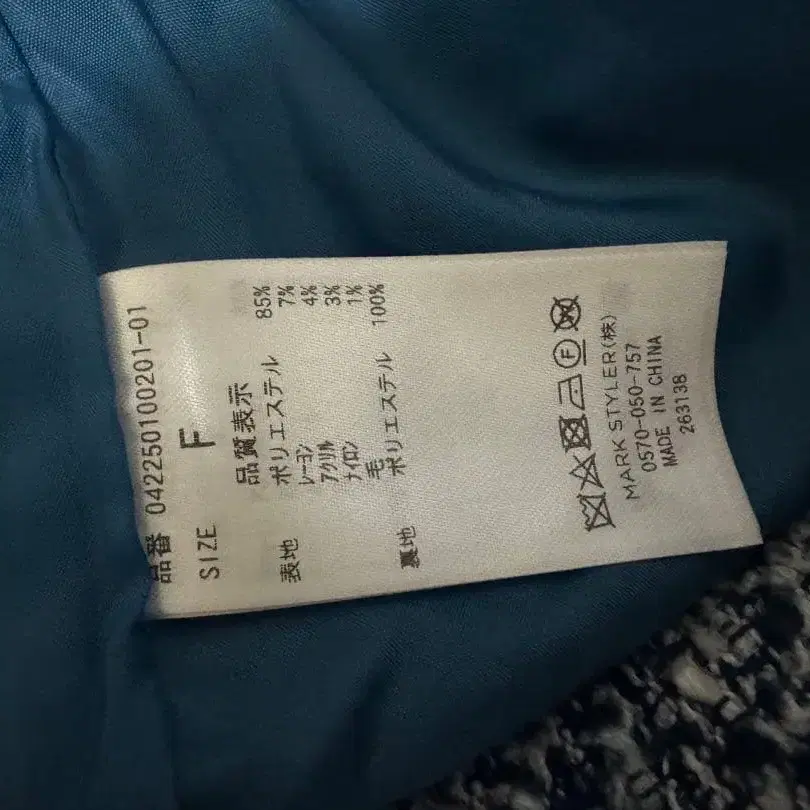 品番 042250100201-01
SIZE F
品質表示
表地 ポリエステル 85%
レーヨン 7%
アクリル 4%
ナイロン 3%
毛 1%
裏地 ポリエステル 100%
F
MARK STYLER(株)
0570-050-757
MADE IN CHINA
263138